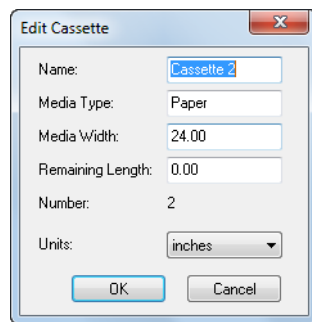 Edit Cassette
Name: Cassette 2
Media Type: Paper
Media Width: 24.00
Remaining Length: 0.00
Number: 2
Units: inches
OK Cancel